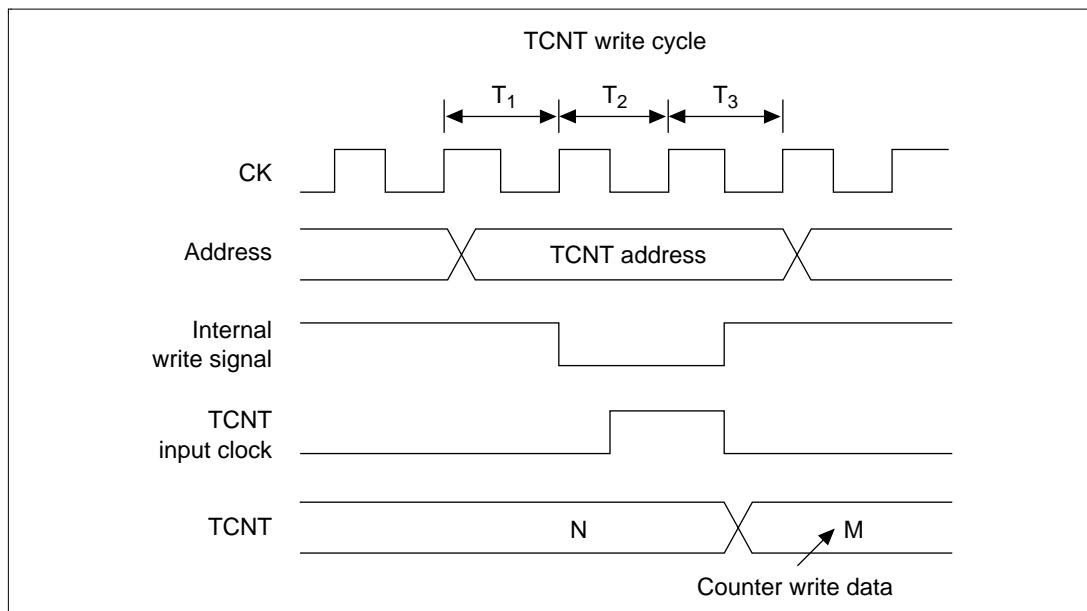 TCNT write cycle
T1 T2 T3
CK
Address
TCNT address
Internal
write signal
TCNT
input clock
TCNT
N
M
Counter write data